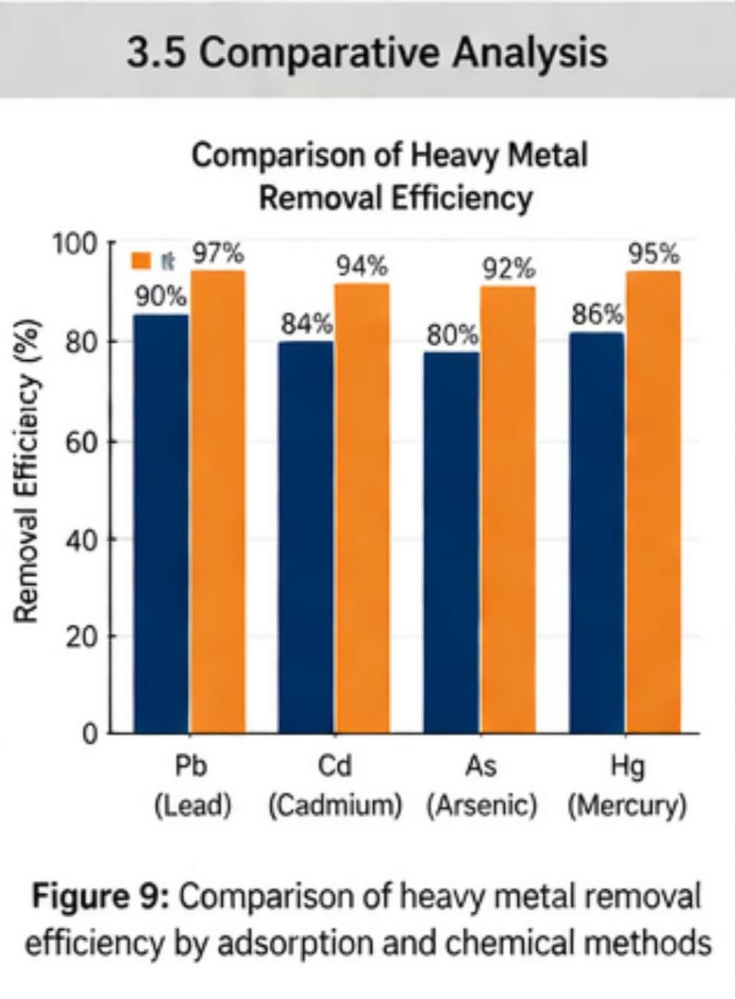 3.5 Comparative Analysis
Comparison of Heavy Metal
Removal Efficiency
Removal Efficiency (%)
100
80
60
40
20
0
90%
97%
84%
94%
80%
92%
86%
95%
Pb
(Lead)
Cd
(Cadmium)
As
(Arsenic)
Hg
(Mercury)
Figure 9: Comparison of heavy metal removal
efficiency by adsorption and chemical methods